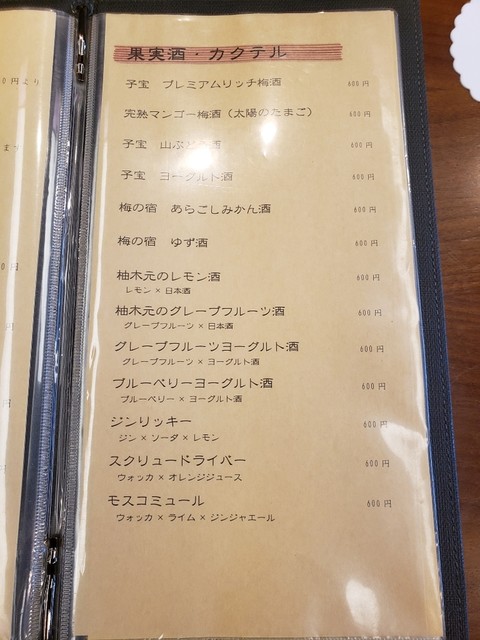 果実酒・カクテル
子宝　プレミアムリッチ梅酒　600円
完熟マンゴー梅酒（太陽のたまご）　600円
子宝　山ぶどう酒　600円
子宝　ヨーグルト酒　600円
梅の宿　あらごしみかん酒　600円
梅の宿　ゆず酒　600円
柚木元のレモン酒　600円
レモン × 日本酒
柚木元のグレープフルーツ酒　600円
グレープフルーツ × 日本酒
グレープフルーツヨーグルト酒　600円
グレープフルーツ × ヨーグルト酒
ブルーベリーヨーグルト酒　600円
ブルーベリー × ヨーグルト酒
ジンリッキー　600円
ジン × ソーダ × レモン
スクリュードライバー　600円
ウォッカ × オレンジジュース
モスコミュール　600円
ウォッカ × ライム × ジンジャエール